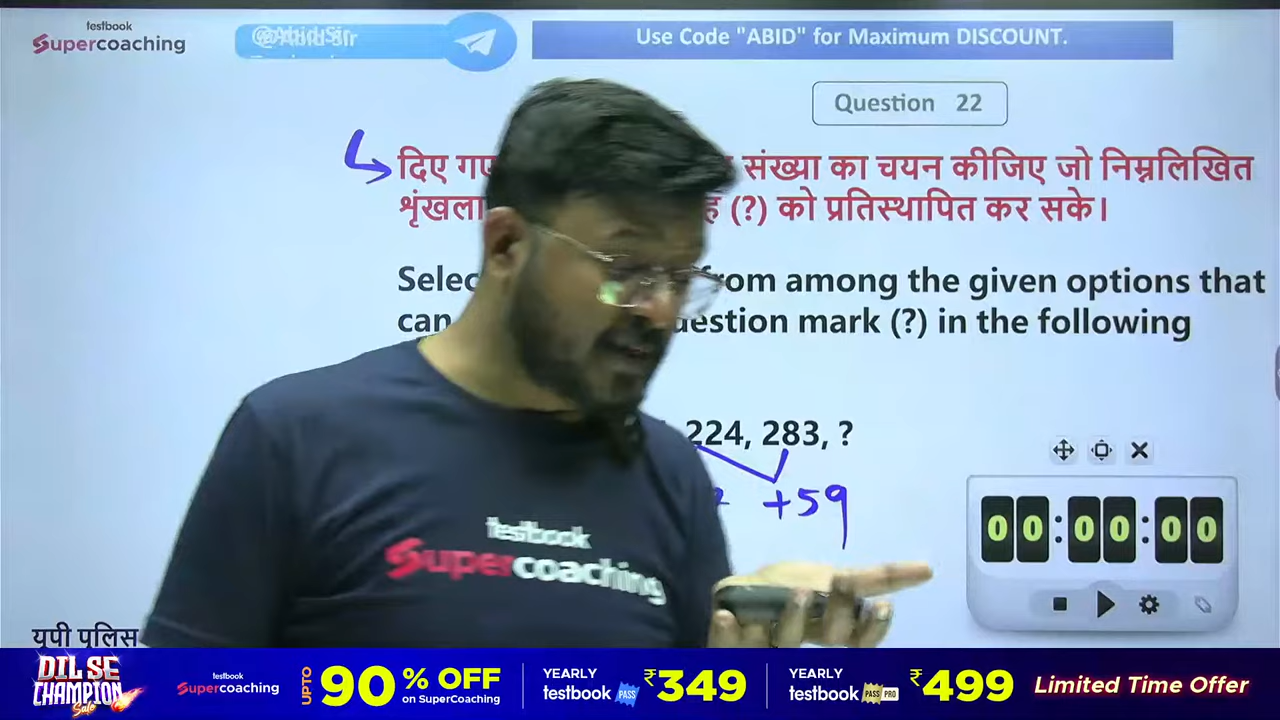 testbook
Supercoaching
@Abid Sir
Use Code "ABID" for Maximum DISCOUNT.
Question 22
दिए गए संख्या का चयन कीजिए जो निम्नलिखित
शृंखला (?) को प्रतिस्थापित कर सके।
from among the given options that
can mark (?) in the following
224, 283, ?
+59
00:00:00
testbook
Supercoaching
यूपी पुलिस
DIL SE
CHAMPION
Sale
testbook
Supercoaching
UPTO 90% OFF
on SuperCoaching
YEARLY
testbook PASS
₹349
YEARLY
testbook PASS PRO
₹499
Limited Time Offer